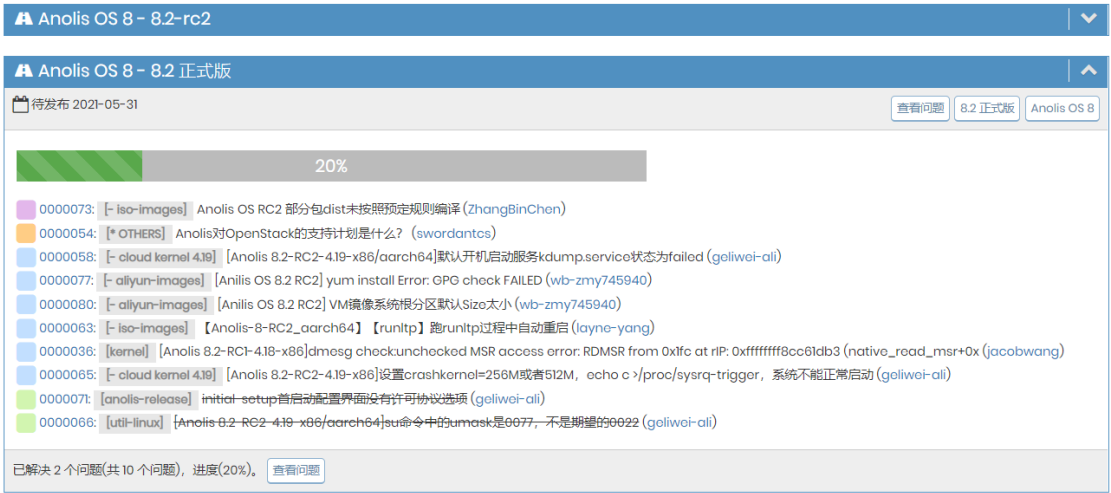 Anolis OS 8 - 8.2-rc2
Anolis OS 8 - 8.2 正式版
待发布 2021-05-31 查看问题 8.2 正式版 Anolis OS 8
20%
0000073: [- iso-images] Anolis OS RC2 部分包dist未按照预定规则编译 (ZhangBinChen)
0000054: [* OTHERS] Anolis对OpenStack的支持计划是什么？ (swordantcs)
0000058: [- cloud kernel 4.19] [Anolis 8.2-RC2-4.19-x86/aarch64]默认开机启动服务kdump.service状态为failed (geliwei-ali)
0000077: [- aliyun-images] [Anilis OS 8.2 RC2] yum install Error: GPG check FAILED (wb-zmy745940)
0000080: [- aliyun-images] [Anilis OS 8.2 RC2] VM镜像系统根分区默认Size太小 (wb-zmy745940)
0000063: [- iso-images] 【Anolis-8-RC2_aarch64】【runltp】跑runltp过程中自动重启 (layne-yang)
0000036: [kernel] [Anolis 8.2-RC1-4.18-x86]dmesg check:unchecked MSR access error: RDMSR from 0x1fc at rIP: 0xffffffff8cc61db3 (native_read_msr+0x (jacobwang)
0000065: [- cloud kernel 4.19] [Anolis 8.2-RC2-4.19-x86]设置crashkernel=256M或者512M，echo c >/proc/sysrq-trigger，系统不能正常启动 (geliwei-ali)
0000071: [anolis-release] initial-setup首启动配置界面没有许可协议选项 (geliwei-ali)
0000066: [util-linux] [Anolis 8.2-RC2-4.19-x86/aarch64]su命令中的umask是0077，不是期望的0022 (geliwei-ali)
已解决 2 个问题(共 10 个问题)，进度(20%)。 查看问题